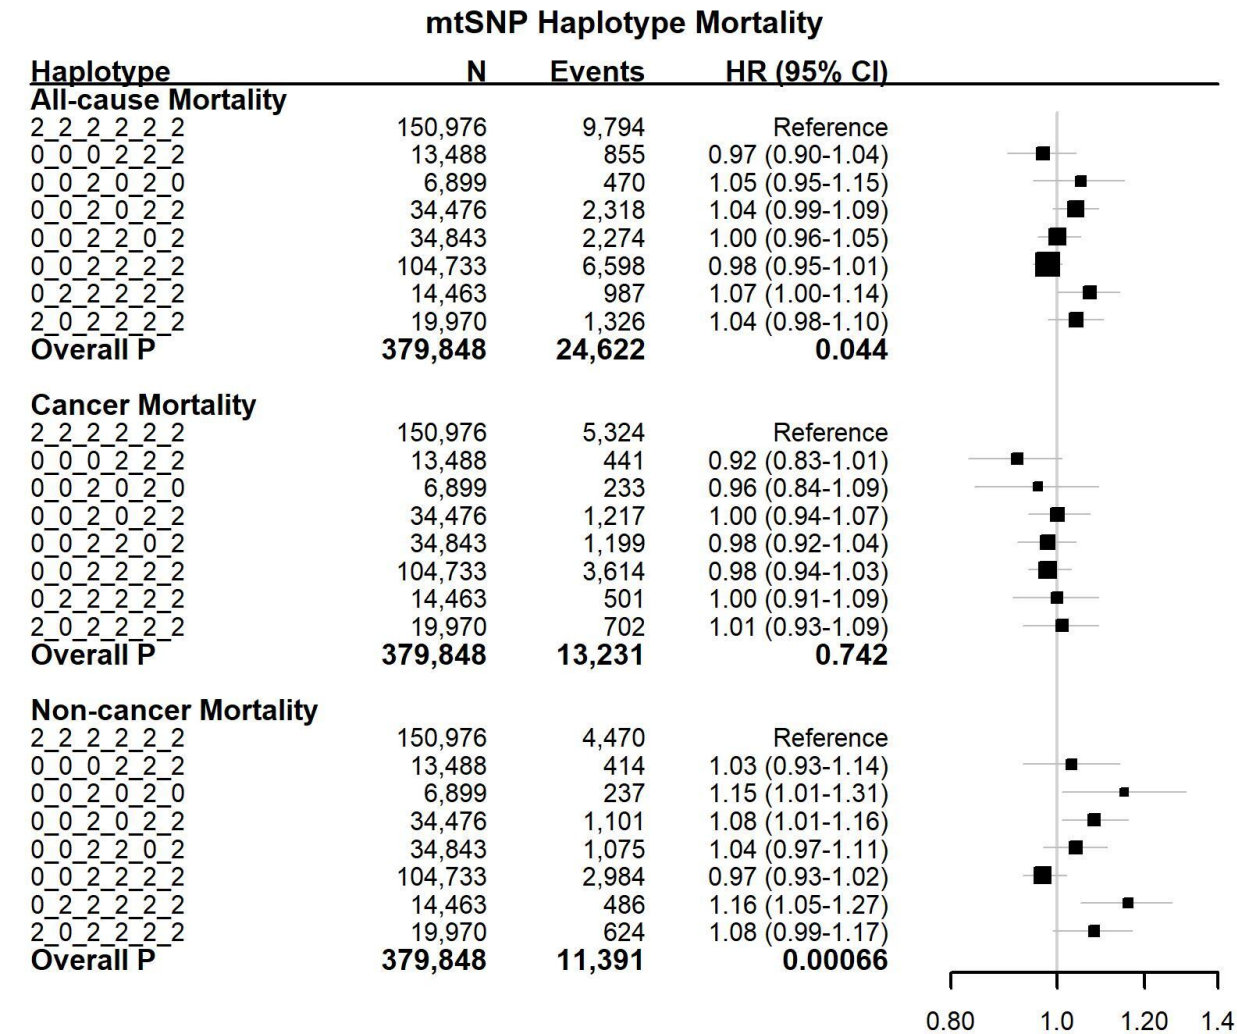 mtSNP Haplotype Mortality
Haplotype N Events HR (95% CI)
All-cause Mortality
2_2_2_2_2_2 150,976 9,794 Reference
0_0_0_2_2_2 13,488 855 0.97 (0.90-1.04)
0_0_2_0_2_0 6,899 470 1.05 (0.95-1.15)
0_0_2_0_2_2 34,476 2,318 1.04 (0.99-1.09)
0_0_2_2_0_2 34,843 2,274 1.00 (0.96-1.05)
0_0_2_2_2_2 104,733 6,598 0.98 (0.95-1.01)
0_2_2_2_2_2 14,463 987 1.07 (1.00-1.14)
2_0_2_2_2_2 19,970 1,326 1.04 (0.98-1.10)
Overall P 379,848 24,622 0.044
Cancer Mortality
2_2_2_2_2_2 150,976 5,324 Reference
0_0_0_2_2_2 13,488 441 0.92 (0.83-1.01)
0_0_2_0_2_0 6,899 233 0.96 (0.84-1.09)
0_0_2_0_2_2 34,476 1,217 1.00 (0.94-1.07)
0_0_2_2_0_2 34,843 1,199 0.98 (0.92-1.04)
0_0_2_2_2_2 104,733 3,614 0.98 (0.94-1.03)
0_2_2_2_2_2 14,463 501 1.00 (0.91-1.09)
2_0_2_2_2_2 19,970 702 1.01 (0.93-1.09)
Overall P 379,848 13,231 0.742
Non-cancer Mortality
2_2_2_2_2_2 150,976 4,470 Reference
0_0_0_2_2_2 13,488 414 1.03 (0.93-1.14)
0_0_2_0_2_0 6,899 237 1.15 (1.01-1.31)
0_0_2_0_2_2 34,476 1,101 1.08 (1.01-1.16)
0_0_2_2_0_2 34,843 1,075 1.04 (0.97-1.11)
0_0_2_2_2_2 104,733 2,984 0.97 (0.93-1.02)
0_2_2_2_2_2 14,463 486 1.16 (1.05-1.27)
2_0_2_2_2_2 19,970 624 1.08 (0.99-1.17)
Overall P 379,848 11,391 0.00066
0.80 1.0 1.20 1.4